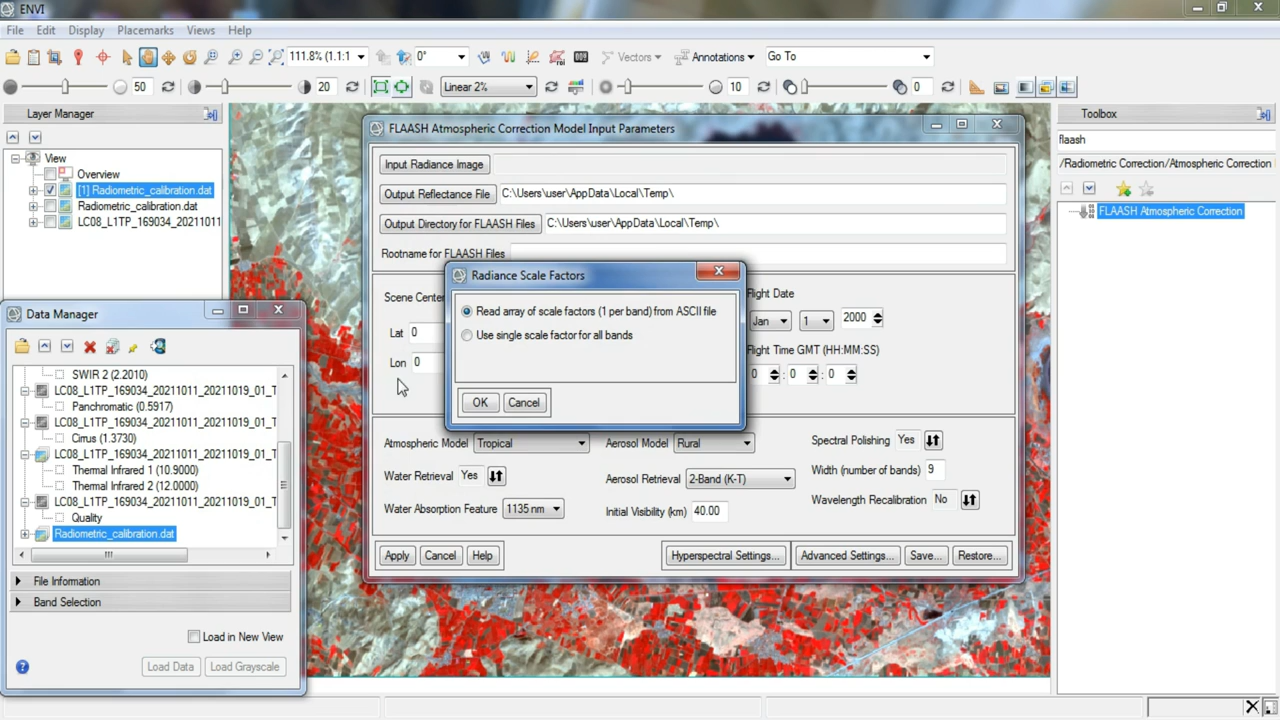 ENVI
File Edit Display Placemarks Views Help
111.8% (1.1:1 0° Vectors Annotations Go To
50 20 Linear 2% 10 0
Layer Manager
View
Overview
[1] Radiometric_calibration.dat
Radiometric_calibration.dat
LC08_L1TP_169034_20211011
Data Manager
SWIR 2 (2.2010)
LC08_L1TP_169034_20211011_20211019_01_T
Panchromatic (0.5917)
LC08_L1TP_169034_20211011_20211019_01_T
Cirrus (1.3730)
LC08_L1TP_169034_20211011_20211019_01_T
Thermal Infrared 1 (10.9000)
Thermal Infrared 2 (12.0000)
LC08_L1TP_169034_20211011_20211019_01_T
Quality
Radiometric_calibration.dat
File Information
Band Selection
Load in New View
Load Data Load Grayscale
FLAASH Atmospheric Correction Model Input Parameters
Input Radiance Image
Output Reflectance File C:\Users\user\AppData\Local\Temp\
Output Directory for FLAASH Files C:\Users\user\AppData\Local\Temp\
Rootname for FLAASH Files
Scene Center
Lat 0
Lon 0
Flight Date
Jan 1 2000
Flight Time GMT (HH:MM:SS)
0 : 0 : 0
Radiance Scale Factors
Read array of scale factors (1 per band) from ASCII file
Use single scale factor for all bands
OK Cancel
Atmospheric Model Tropical Aerosol Model Rural Spectral Polishing Yes
Water Retrieval Yes Aerosol Retrieval 2-Band (K-T) Width (number of bands) 9
Water Absorption Feature 1135 nm Initial Visibility (km) 40.00 Wavelength Recalibration No
Apply Cancel Help Hyperspectral Settings... Advanced Settings... Save... Restore...
Toolbox
flaash
/Radiometric Correction/Atmospheric Correction
FLAASH Atmospheric Correction